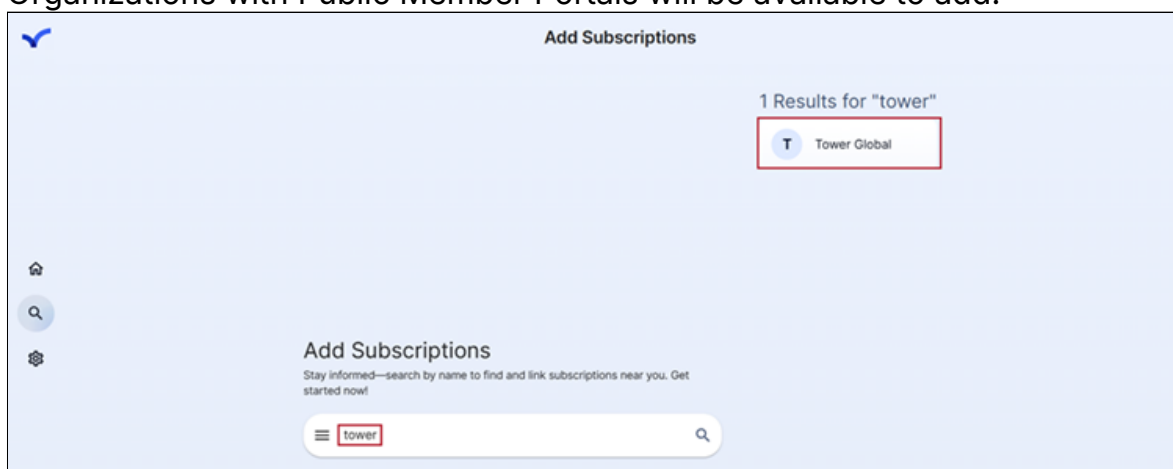 Organizations with Public Member Portals will be available to add.
Add Subscriptions
1 Results for "tower"
T Tower Global
Add Subscriptions
Stay informed—search by name to find and link subscriptions near you. Get
started now!
tower